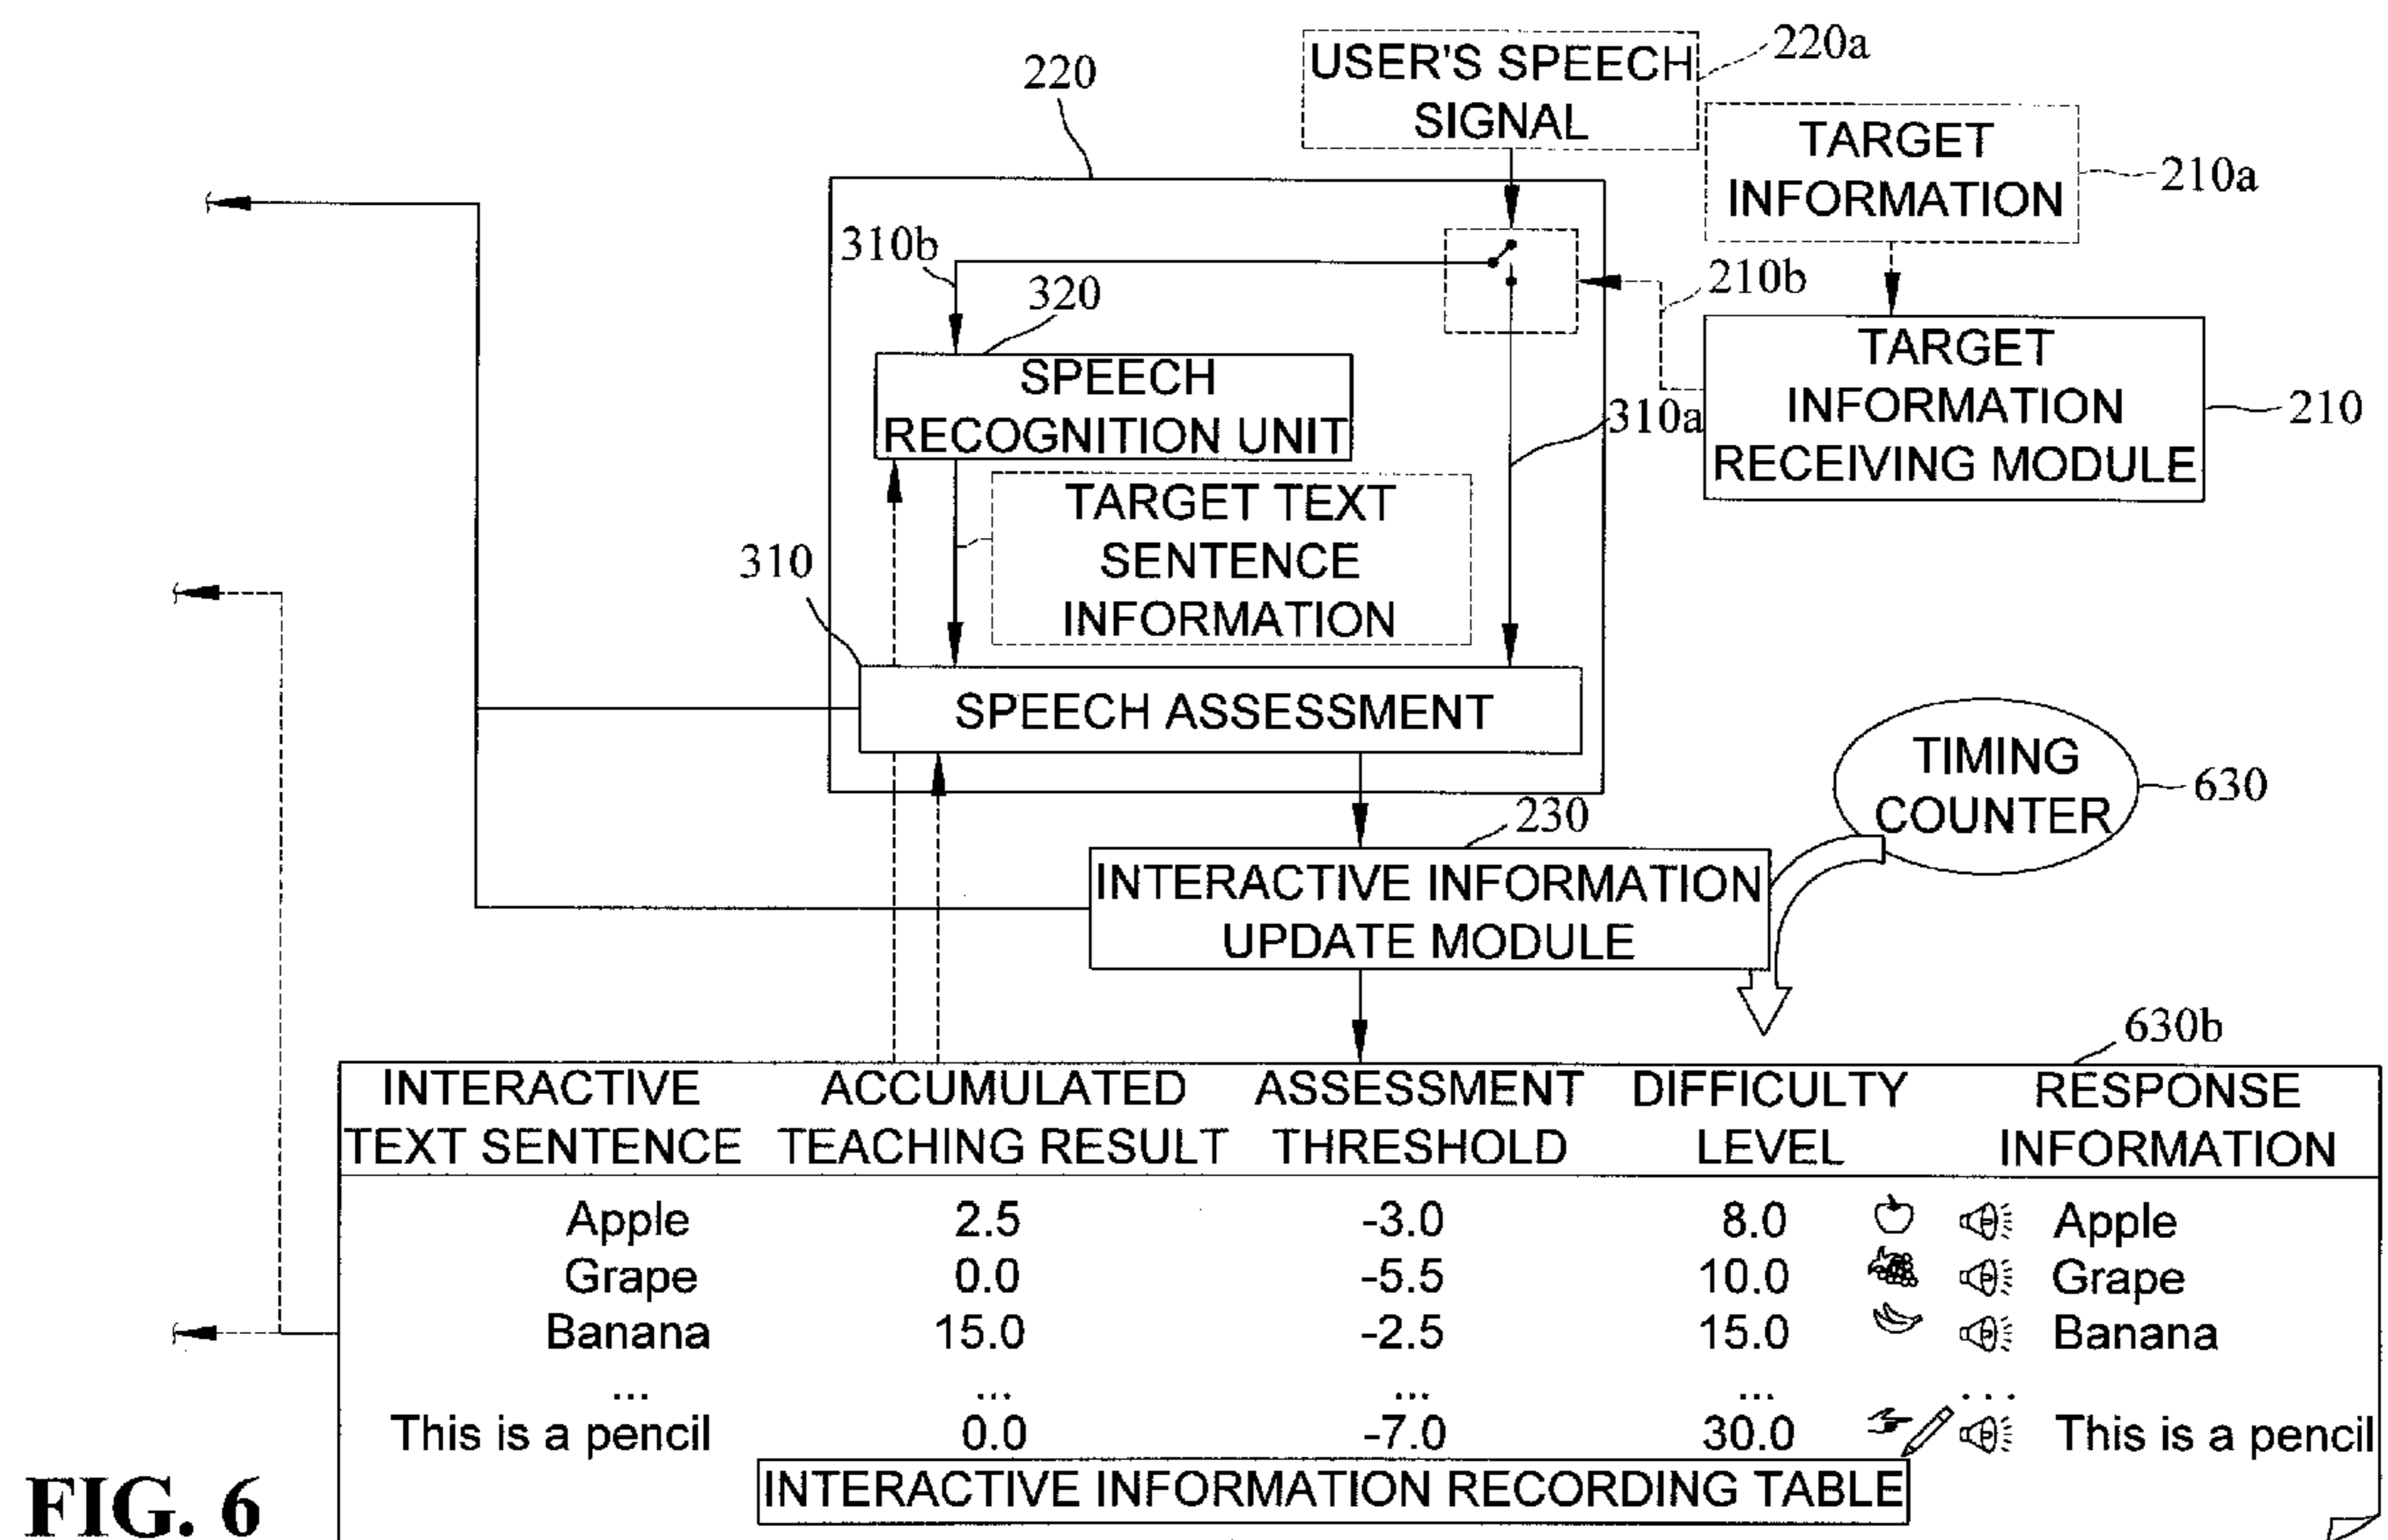 USER'S SPEECH
SIGNAL
220a
220
TARGET
INFORMATION
210a
310b
320
210b
SPEECH
RECOGNITION UNIT
TARGET
INFORMATION
RECEIVING MODULE
210
310a
TARGET TEXT
SENTENCE
INFORMATION
310
SPEECH ASSESSMENT
TIMING
COUNTER
630
230
INTERACTIVE INFORMATION
UPDATE MODULE
630b
INTERACTIVE ACCUMULATED ASSESSMENT DIFFICULTY RESPONSE
TEXT SENTENCE TEACHING RESULT THRESHOLD LEVEL INFORMATION
Apple 2.5 -3.0 8.0 Apple
Grape 0.0 -5.5 10.0 Grape
Banana 15.0 -2.5 15.0 Banana
... ... ... ... ...
This is a pencil 0.0 -7.0 30.0 This is a pencil
INTERACTIVE INFORMATION RECORDING TABLE
FIG. 6